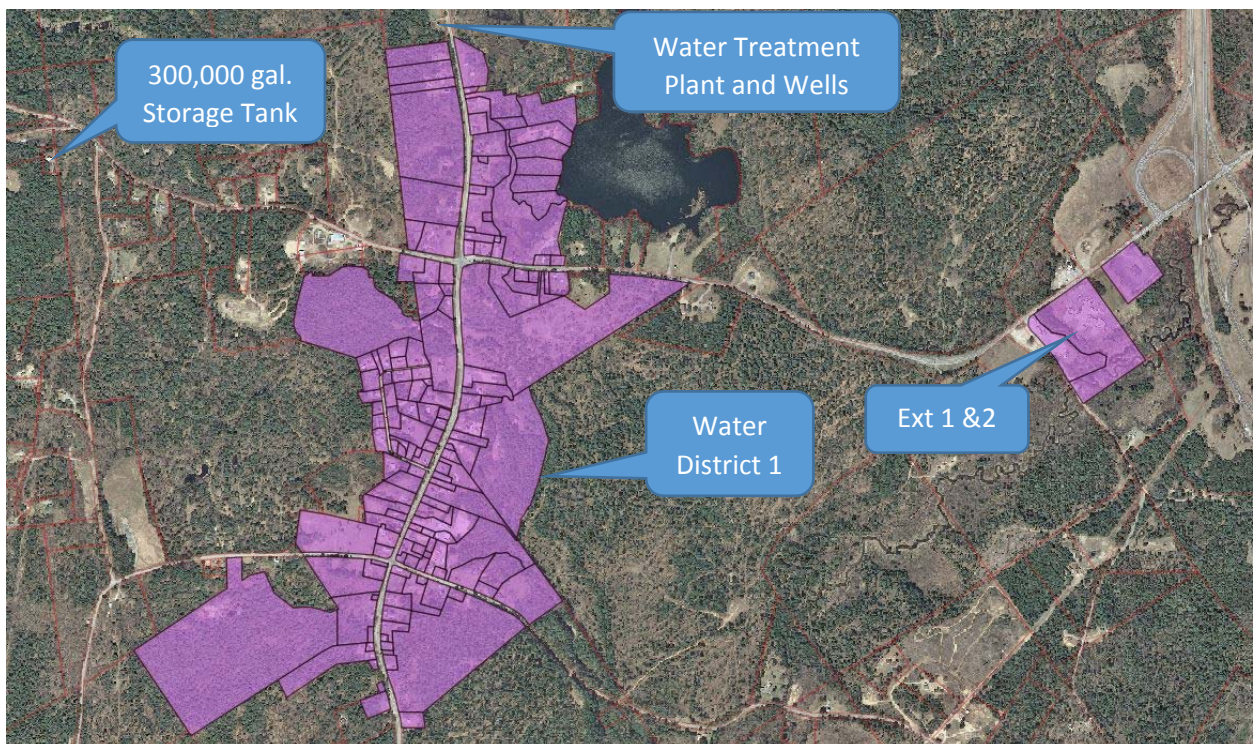 300,000 gal.
Storage Tank
Water Treatment
Plant and Wells
Ext 1 &2
Water
District 1